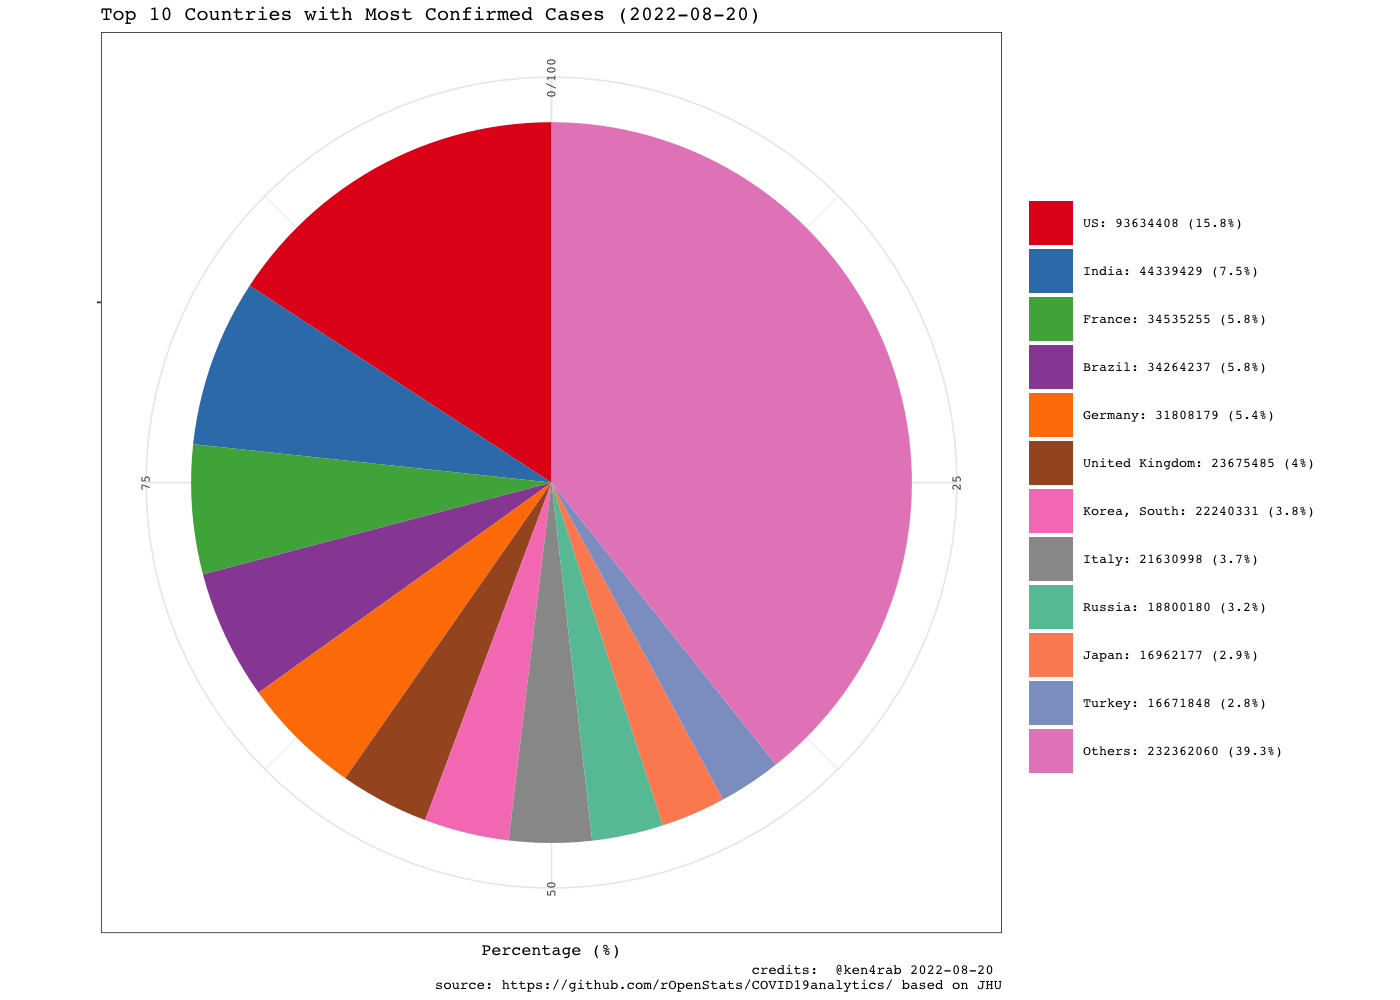 Top 10 Countries with Most Confirmed Cases (2022-08-20)
0/100
25
50
75
US: 93634408 (15.8%)
India: 44339429 (7.5%)
France: 34535255 (5.8%)
Brazil: 34264237 (5.8%)
Germany: 31808179 (5.4%)
United Kingdom: 23675485 (4%)
Korea, South: 22240331 (3.8%)
Italy: 21630998 (3.7%)
Russia: 18800180 (3.2%)
Japan: 16962177 (2.9%)
Turkey: 16671848 (2.8%)
Others: 232362060 (39.3%)
Percentage (%)
credits:  @ken4rab 2022-08-20
source: https://github.com/rOpenStats/COVID19analytics/ based on JHU